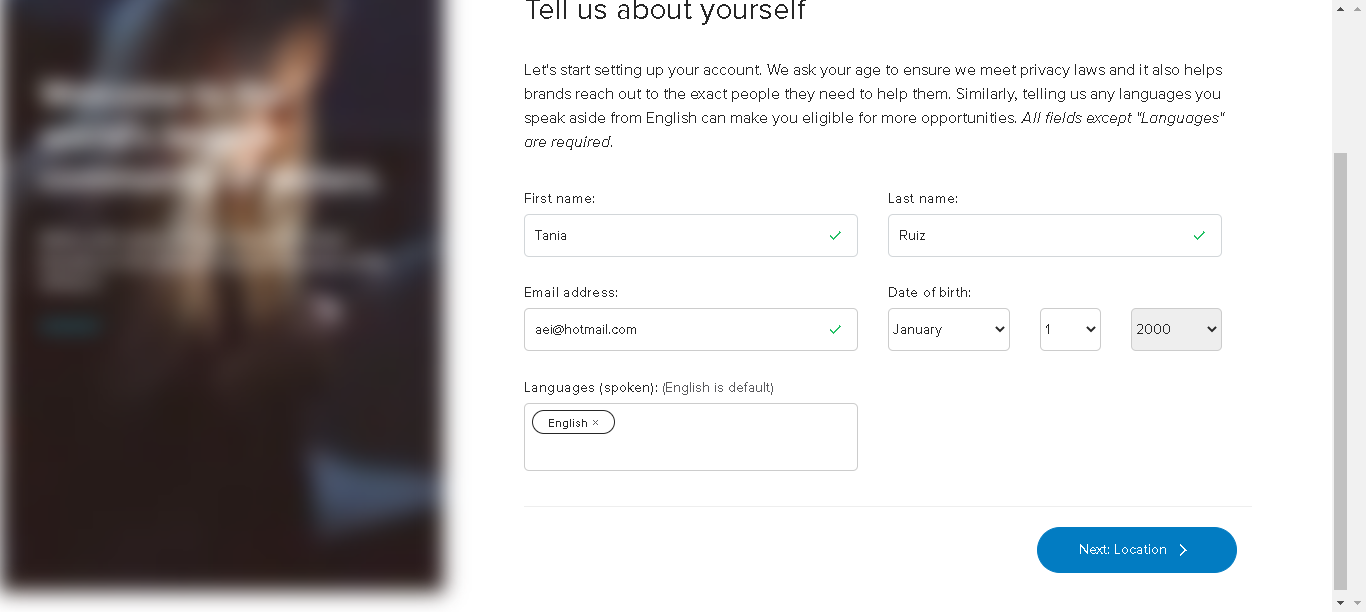 Tell us about yourself
Let's start setting up your account. We ask your age to ensure we meet privacy laws and it also helps
brands reach out to the exact people they need to help them. Similarly, telling us any languages you
speak aside from English can make you eligible for more opportunities. All fields except "Languages"
are required.
First name:
Last name:
Tania
Ruiz
Email address:
Date of birth:
aei@hotmail.com
January
1
2000
Languages (spoken): (English is default)
English ×
Next: Location